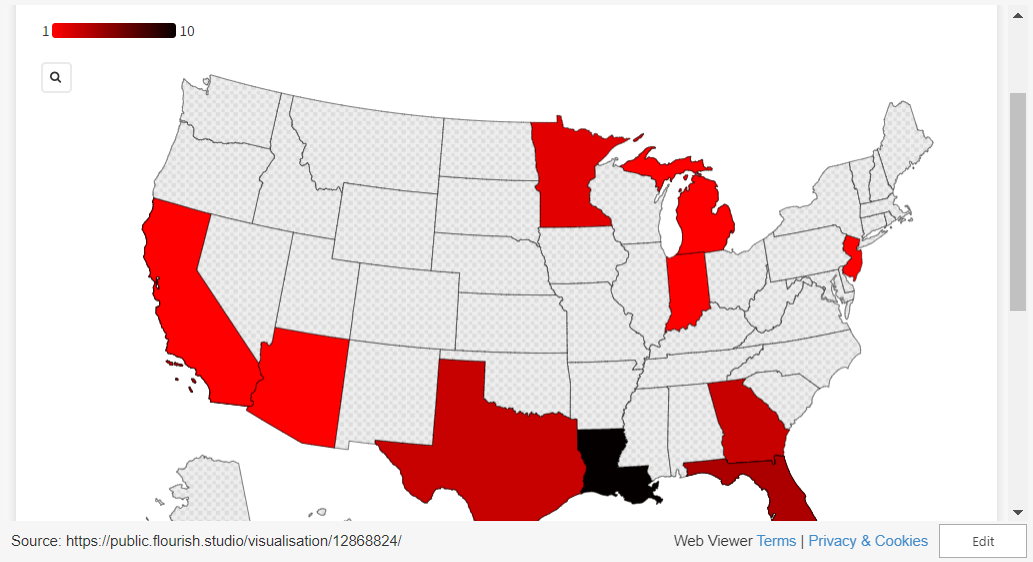 1 10
Source: https://public.flourish.studio/visualisation/12868824/
Web Viewer Terms | Privacy & Cookies
Edit